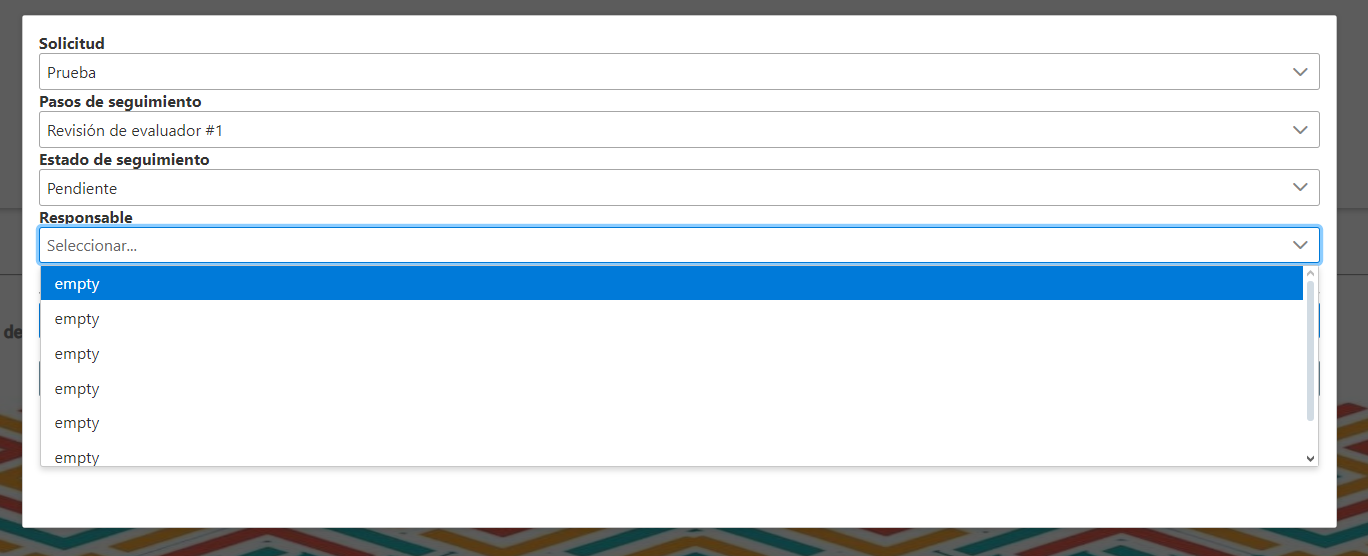 Solicitud
Prueba
Pasos de seguimiento
Revisión de evaluador #1
Estado de seguimiento
Pendiente
Responsable
Seleccionar...
empty
empty
de
empty
empty
empty
empty